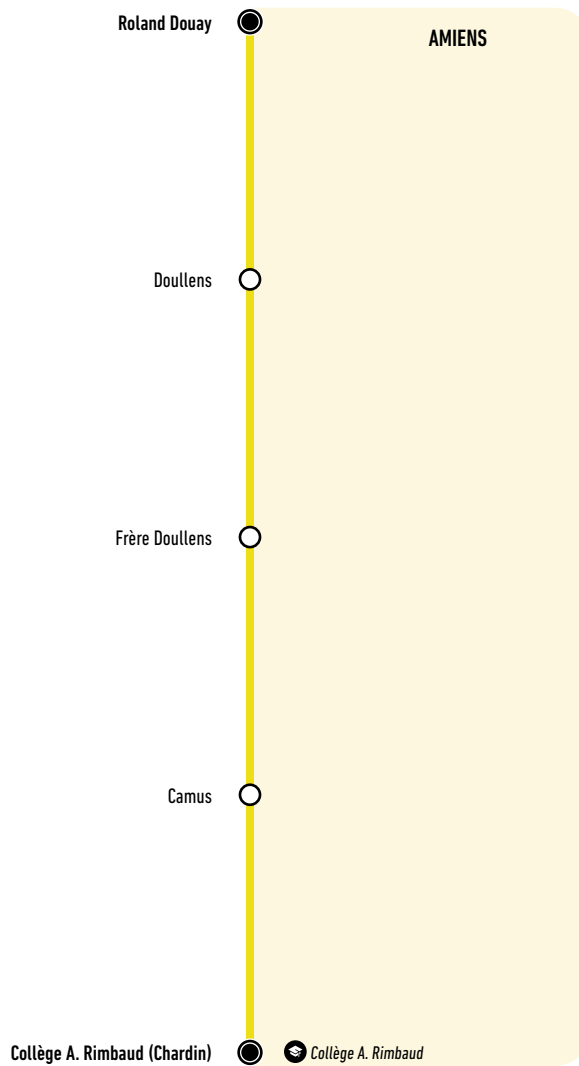 Roland Douay
AMIENS
Doullens
Frère Doullens
Camus
Collège A. Rimbaud (Chardin)
Collège A. Rimbaud